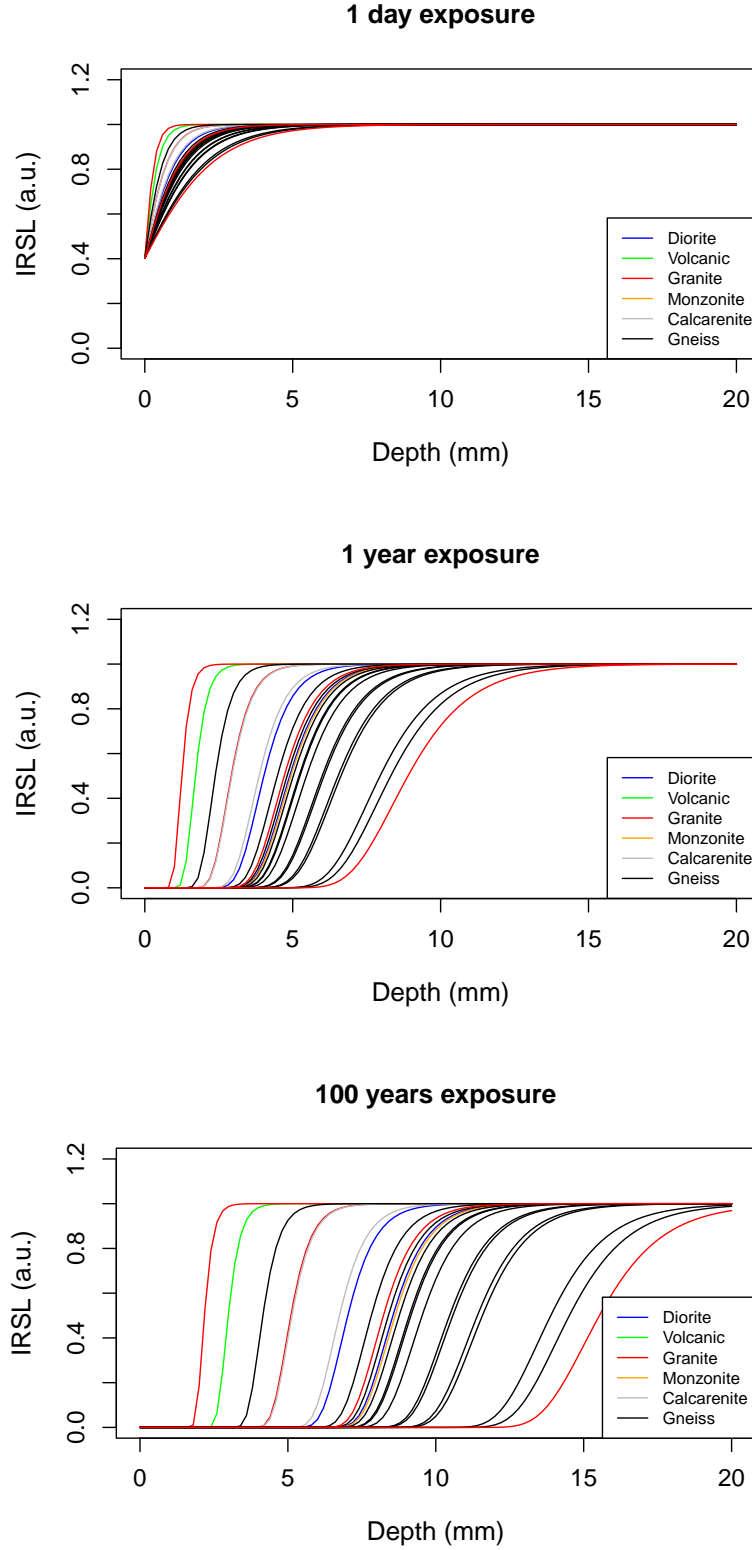 1 day exposure
1.2
0.8
0.4
0.0
IRSL (a.u.)
Diorite
Volcanic
Granite
Monzonite
Calcarenite
Gneiss
0 5 10 15 20
Depth (mm)
1 year exposure
1.2
0.8
0.4
0.0
IRSL (a.u.)
Diorite
Volcanic
Granite
Monzonite
Calcarenite
Gneiss
0 5 10 15 20
Depth (mm)
100 years exposure
1.2
0.8
0.4
0.0
IRSL (a.u.)
Diorite
Volcanic
Granite
Monzonite
Calcarenite
Gneiss
0 5 10 15 20
Depth (mm)